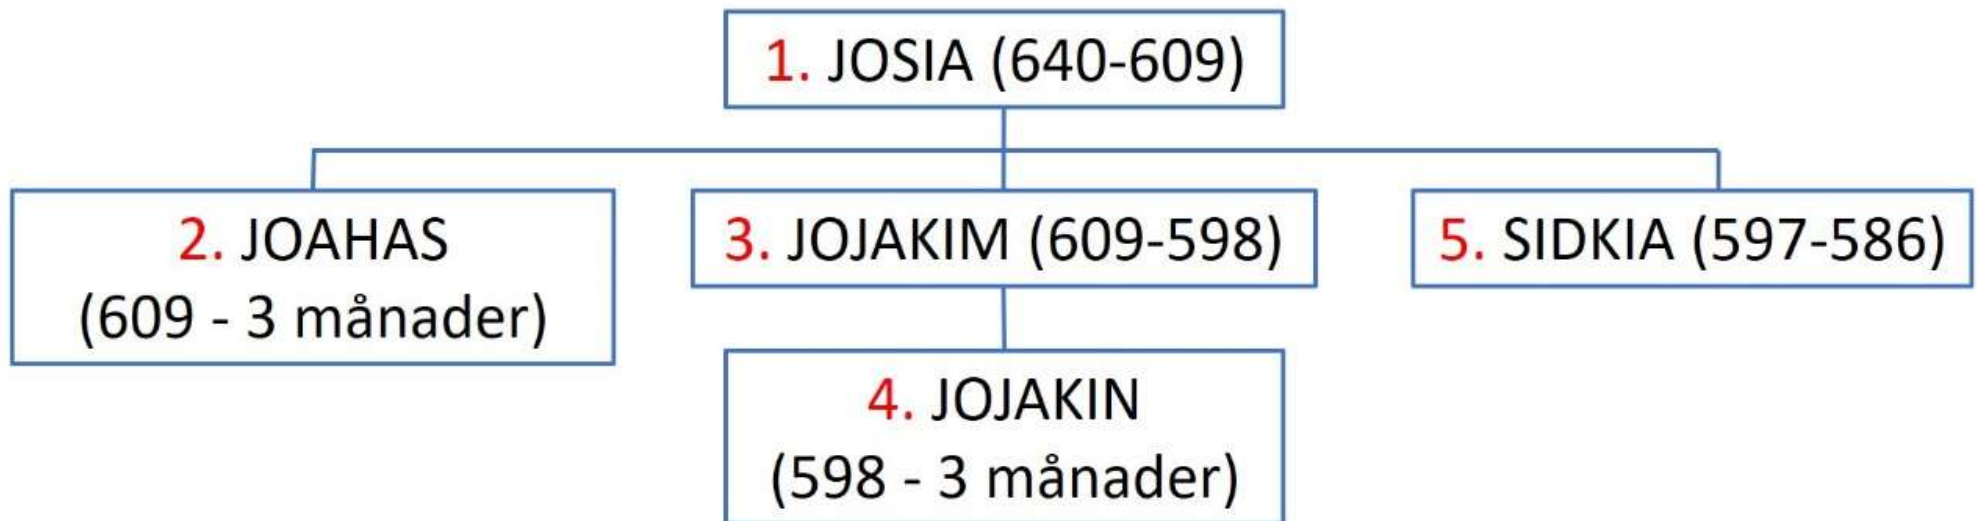 1. JOSIA (640-609)
2. JOAHAS
(609 - 3 månader)
3. JOJAKIM (609-598)
5. SIDKIA (597-586)
4. JOJAKIN
(598 - 3 månader)